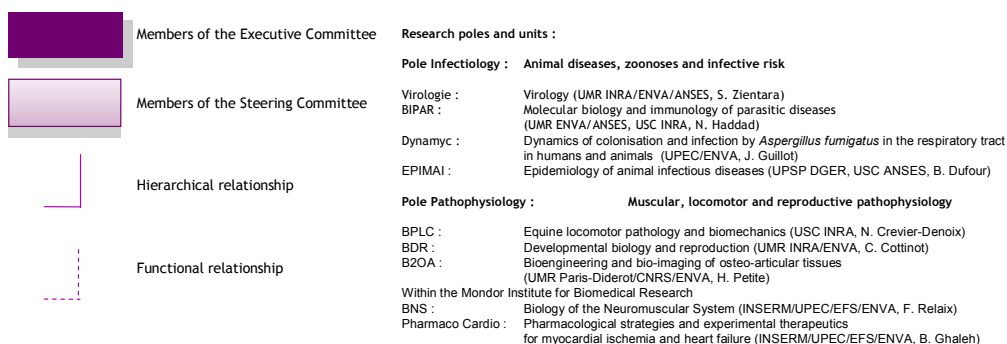 Members of the Executive Committee
Members of the Steering Committee
Hierarchical relationship
Functional relationship
Research poles and units :
Pole Infectiology : Animal diseases, zoonoses and infective risk
Virologie : Virology (UMR INRA/ENVA/ANSES, S. Zientara)
BIPAR : Molecular biology and immunology of parasitic diseases
(UMR ENVA/ANSES, USC INRA, N. Haddad)
Dynamyc : Dynamics of colonisation and infection by Aspergillus fumigatus in the respiratory tract
in humans and animals (UPEC/ENVA, J. Guillot)
EPIMAI : Epidemiology of animal infectious diseases (UPSP DGER, USC ANSES, B. Dufour)
Pole Pathophysiology : Muscular, locomotor and reproductive pathophysiology
BPLC : Equine locomotor pathology and biomechanics (USC INRA, N. Crevier-Denoix)
BDR : Developmental biology and reproduction (UMR INRA/ENVA, C. Cottinot)
B2OA : Bioengineering and bio-imaging of osteo-articular tissues
(UMR Paris-Diderot/CNRS/ENVA, H. Petite)
Within the Mondor Institute for Biomedical Research
BNS : Biology of the Neuromuscular System (INSERM/UPEC/EFS/ENVA, F. Relaix)
Pharmaco Cardio : Pharmacological strategies and experimental therapeutics
for myocardial ischemia and heart failure (INSERM/UPEC/EFS/ENVA, B. Ghaleh)